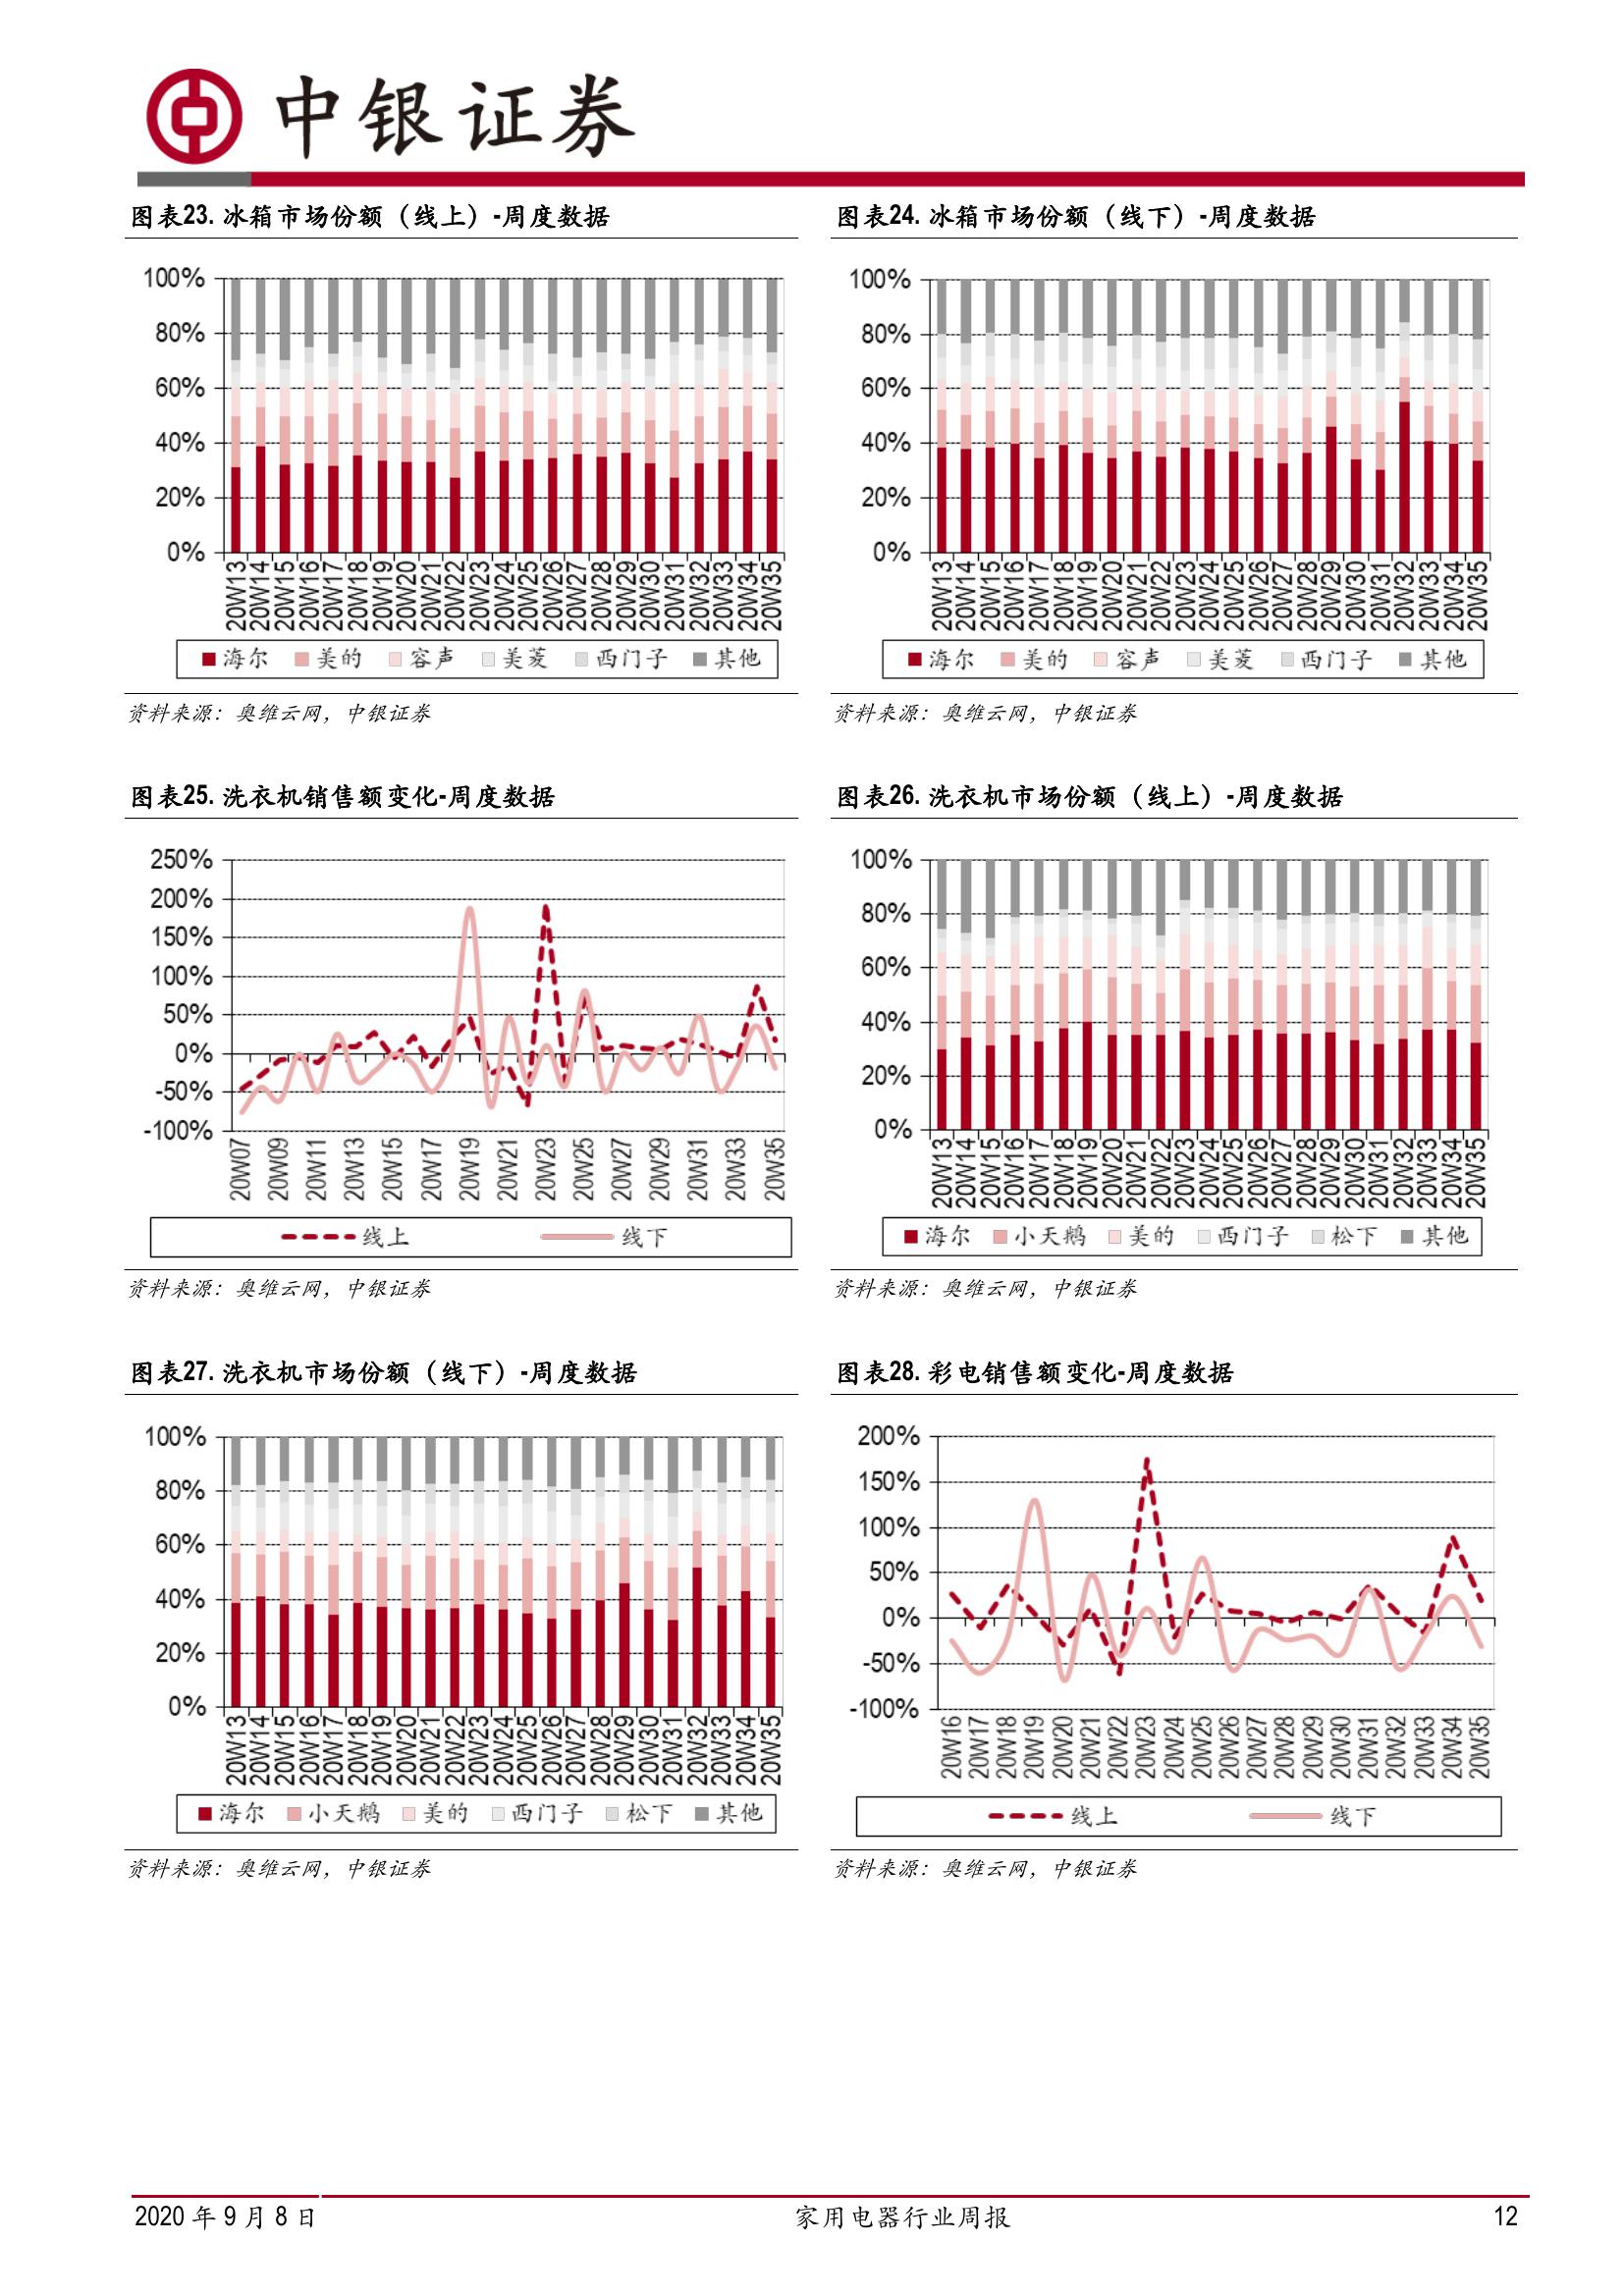 中银证券
图表23. 冰箱市场份额（线上）-周度数据
100%
80%
60%
40%
20%
0%
20W13 20W14 20W15 20W16 20W17 20W18 20W19 20W20 20W21 20W22 20W23 20W24 20W25 20W26 20W27 20W28 20W29 20W30 20W31 20W32 20W33 20W34 20W35
海尔 美的 容声 美菱 西门子 其他
资料来源：奥维云网，中银证券
图表24. 冰箱市场份额（线下）-周度数据
100%
80%
60%
40%
20%
0%
20W13 20W14 20W15 20W16 20W17 20W18 20W19 20W20 20W21 20W22 20W23 20W24 20W25 20W26 20W27 20W28 20W29 20W30 20W31 20W32 20W33 20W34 20W35
海尔 美的 容声 美菱 西门子 其他
资料来源：奥维云网，中银证券
图表25. 洗衣机销售额变化-周度数据
250%
200%
150%
100%
50%
0%
-50%
-100%
20W07 20W09 20W11 20W13 20W15 20W17 20W19 20W21 20W23 20W25 20W27 20W29 20W31 20W33 20W35
线上 线下
资料来源：奥维云网，中银证券
图表26. 洗衣机市场份额（线上）-周度数据
100%
80%
60%
40%
20%
0%
20W13 20W14 20W15 20W16 20W17 20W18 20W19 20W20 20W21 20W22 20W23 20W24 20W25 20W26 20W27 20W28 20W29 20W30 20W31 20W32 20W33 20W34 20W35
海尔 小天鹅 美的 西门子 松下 其他
资料来源：奥维云网，中银证券
图表27. 洗衣机市场份额（线下）-周度数据
100%
80%
60%
40%
20%
0%
20W13 20W14 20W15 20W16 20W17 20W18 20W19 20W20 20W21 20W22 20W23 20W24 20W25 20W26 20W27 20W28 20W29 20W30 20W31 20W32 20W33 20W34 20W35
海尔 小天鹅 美的 西门子 松下 其他
资料来源：奥维云网，中银证券
图表28. 彩电销售额变化-周度数据
200%
150%
100%
50%
0%
-50%
-100%
20W16 20W17 20W18 20W19 20W20 20W21 20W22 20W23 20W24 20W25 20W26 20W27 20W28 20W29 20W30 20W31 20W32 20W33 20W34 20W35
线上 线下
资料来源：奥维云网，中银证券
2020 年 9 月 8 日 家用电器行业周报 12